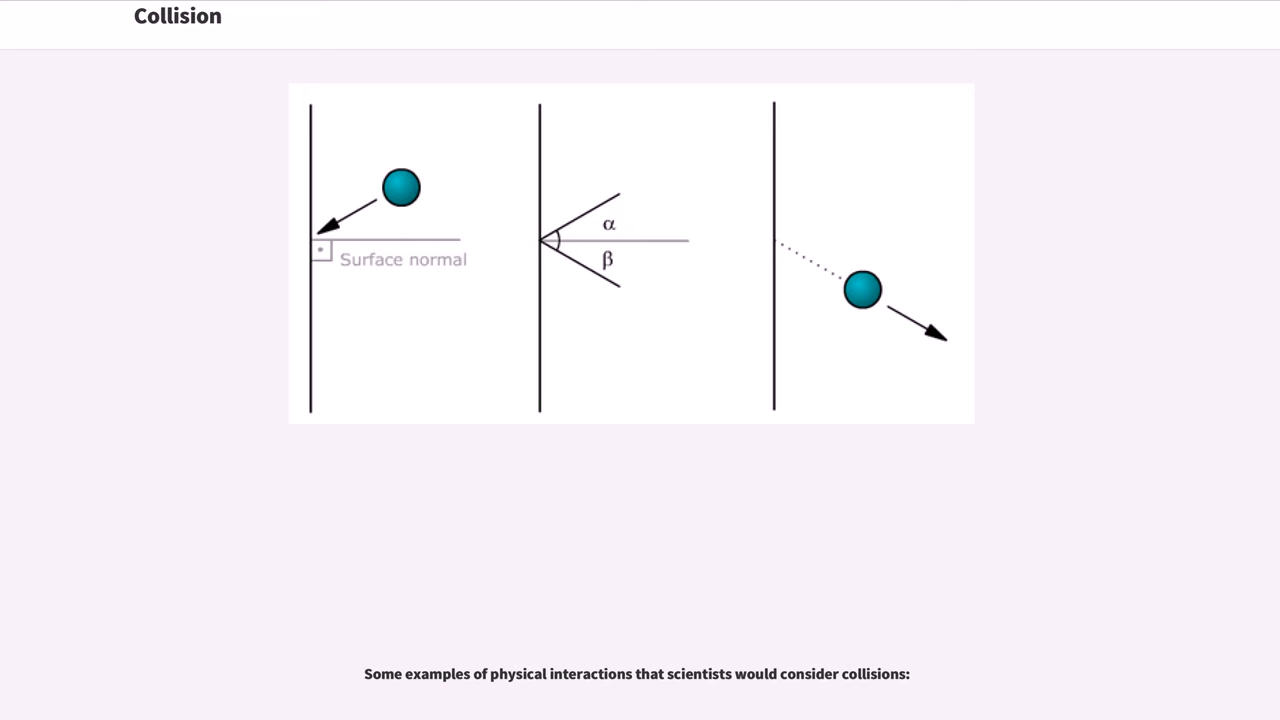 Collision
Surface normal
α
β
Some examples of physical interactions that scientists would consider collisions: